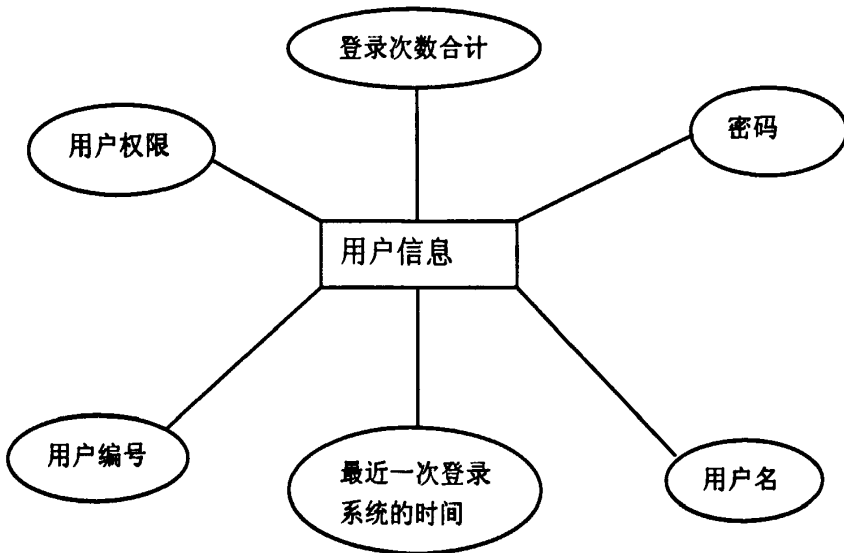 登录次数合计
用户权限
密码
用户信息
用户编号
最近一次登录
系统的时间
用户名